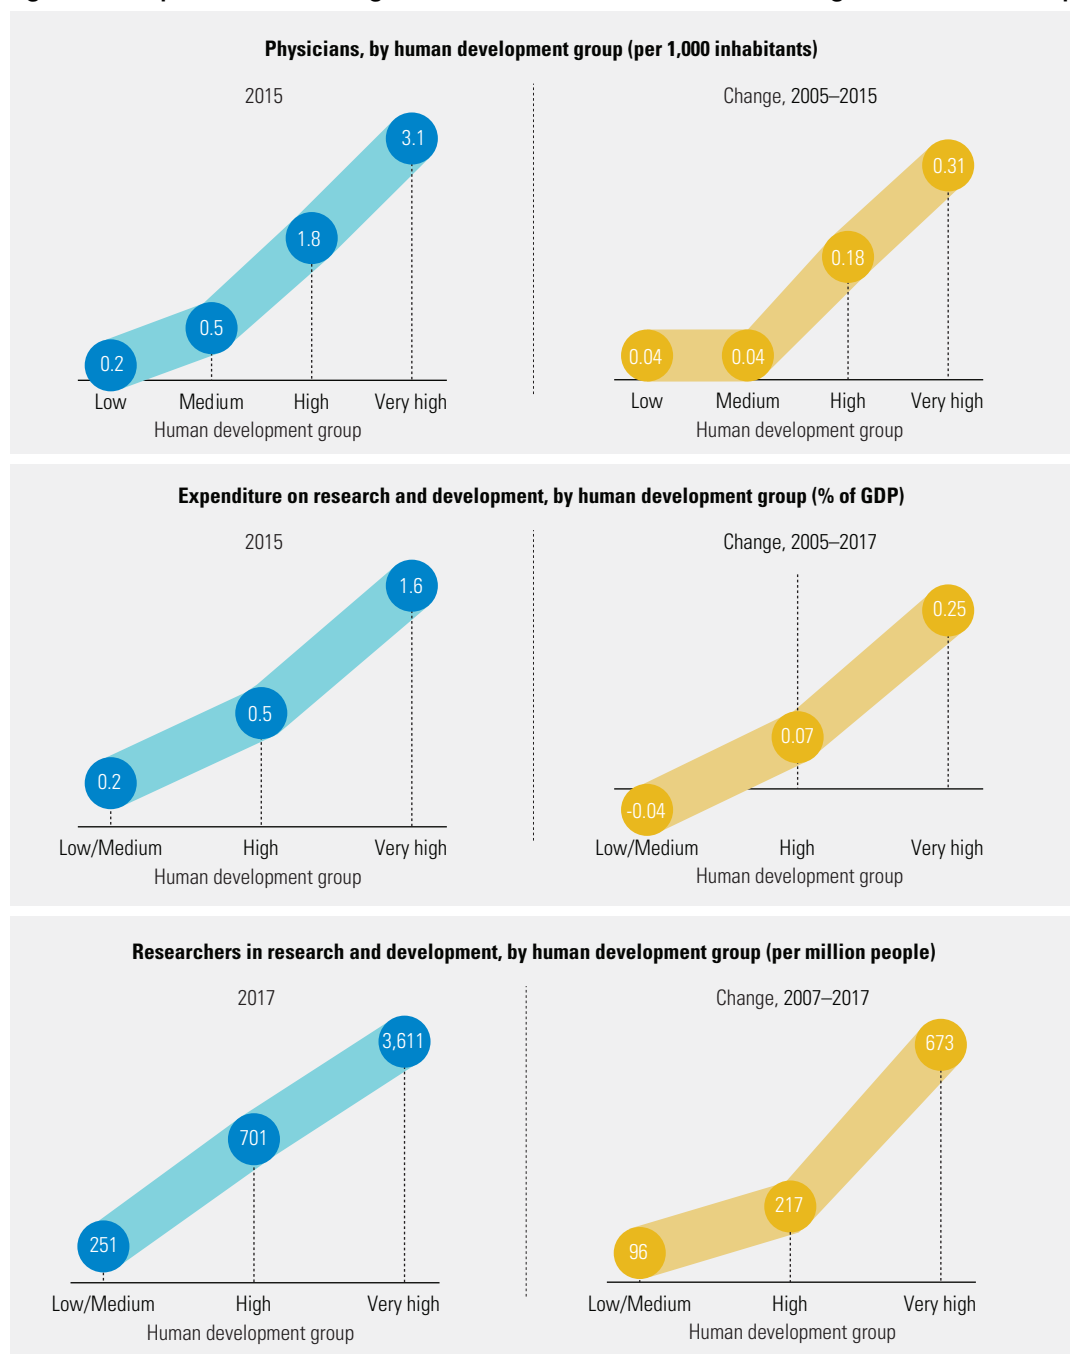 Physicians, by human development group (per 1,000 inhabitants)
2015
3.1
1.8
0.5
0.2
Low Medium High Very high
Human development group
Change, 2005–2015
0.31
0.18
0.04 0.04
Low Medium High Very high
Human development group
Expenditure on research and development, by human development group (% of GDP)
2015
1.6
0.5
0.2
Low/Medium High Very high
Human development group
Change, 2005–2017
0.25
0.07
-0.04
Low/Medium High Very high
Human development group
Researchers in research and development, by human development group (per million people)
2017
3,611
701
251
Low/Medium High Very high
Human development group
Change, 2007–2017
673
217
96
Low/Medium High Very high
Human development group